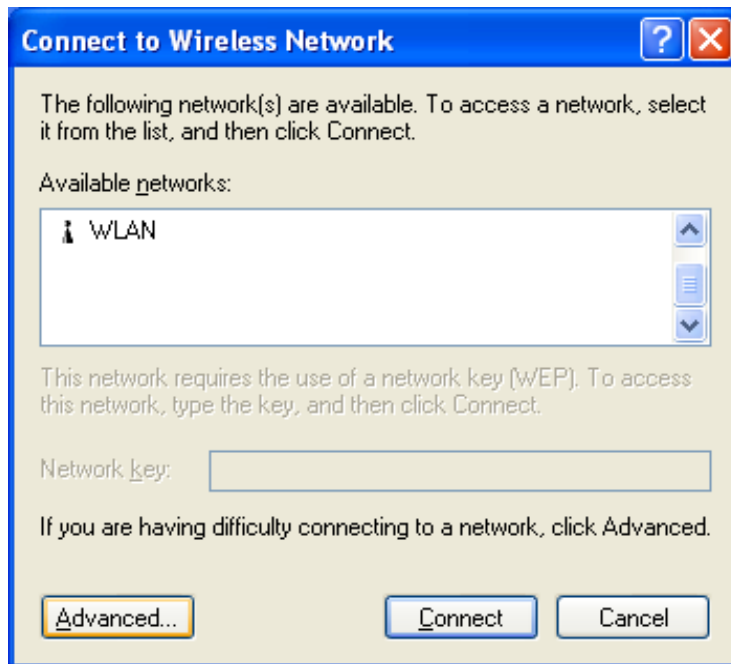 Connect to Wireless Network
The following network(s) are available. To access a network, select
it from the list, and then click Connect.
Available networks:
WLAN
This network requires the use of a network key (WEP). To access
this network, type the key, and then click Connect.
Network key:
If you are having difficulty connecting to a network, click Advanced.
Advanced... Connect Cancel